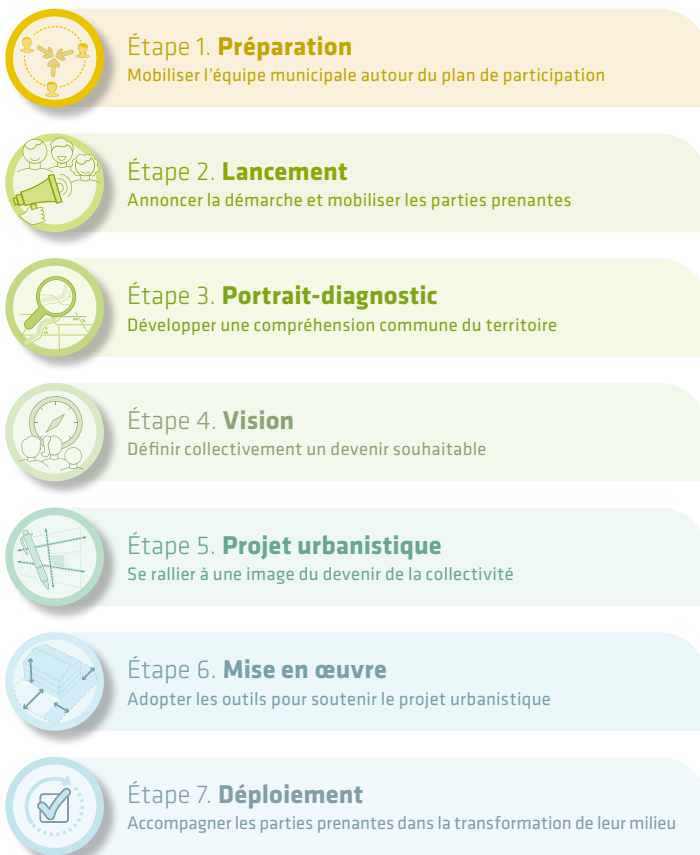 Étape 1. Préparation
Mobiliser l'équipe municipale autour du plan de participation
Étape 2. Lancement
Annoncer la démarche et mobiliser les parties prenantes
Étape 3. Portrait-diagnostic
Développer une compréhension commune du territoire
Étape 4. Vision
Définir collectivement un devenir souhaitable
Étape 5. Projet urbanistique
Se rallier à une image du devenir de la collectivité
Étape 6. Mise en œuvre
Adopter les outils pour soutenir le projet urbanistique
Étape 7. Déploiement
Accompagner les parties prenantes dans la transformation de leur milieu